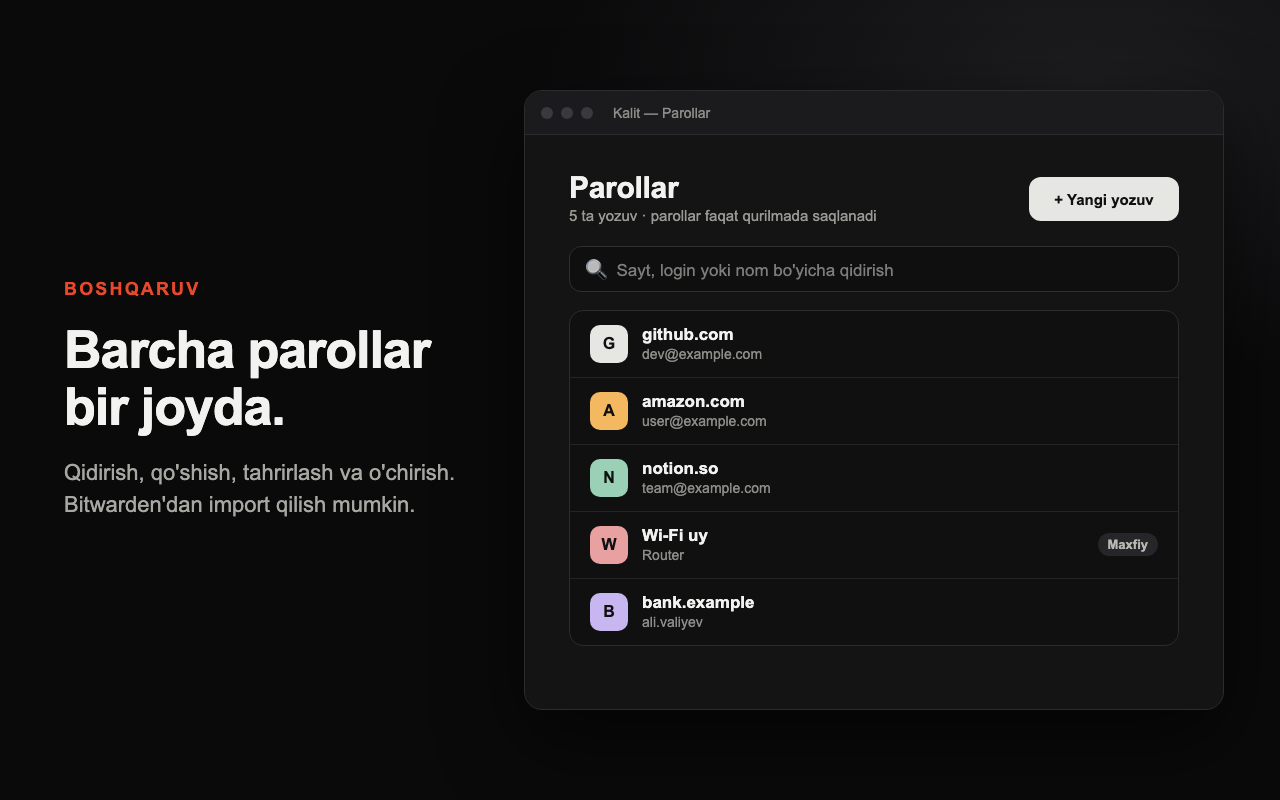 BOSHQARUV
Barcha parollar
bir joyda.
Qidirish, qo'shish, tahrirlash va o'chirish.
Bitwarden'dan import qilish mumkin.
Kalit — Parollar
Parollar
5 ta yozuv · parollar faqat qurilmada saqlanadi
+ Yangi yozuv
Sayt, login yoki nom bo'yicha qidirish
G
github.com
dev@example.com
A
amazon.com
user@example.com
N
notion.so
team@example.com
W
Wi-Fi uy
Router
Maxfiy
B
bank.example
ali.valiyev